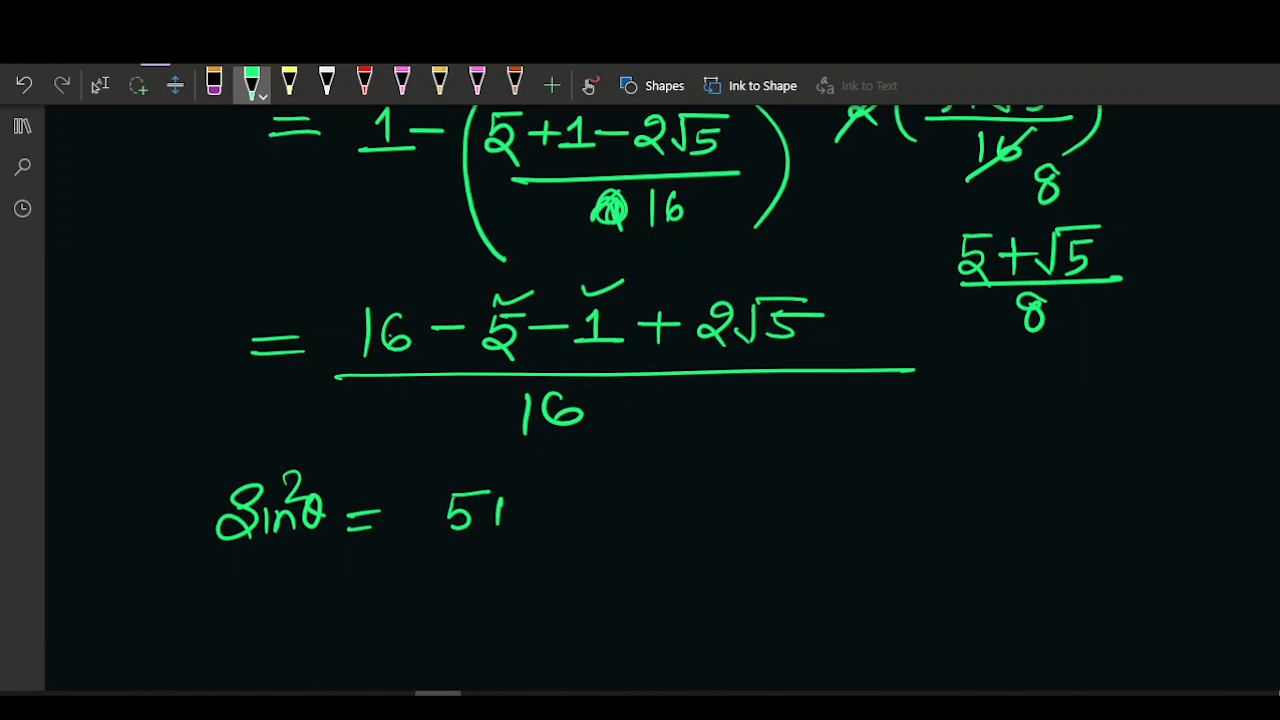 Shapes Ink to Shape Ink to Text
= 1 - (5+1-2√5 / 16)
16
8
5+√5 / 8
= 16-5-1+2√5 / 16
Sin²θ = 51